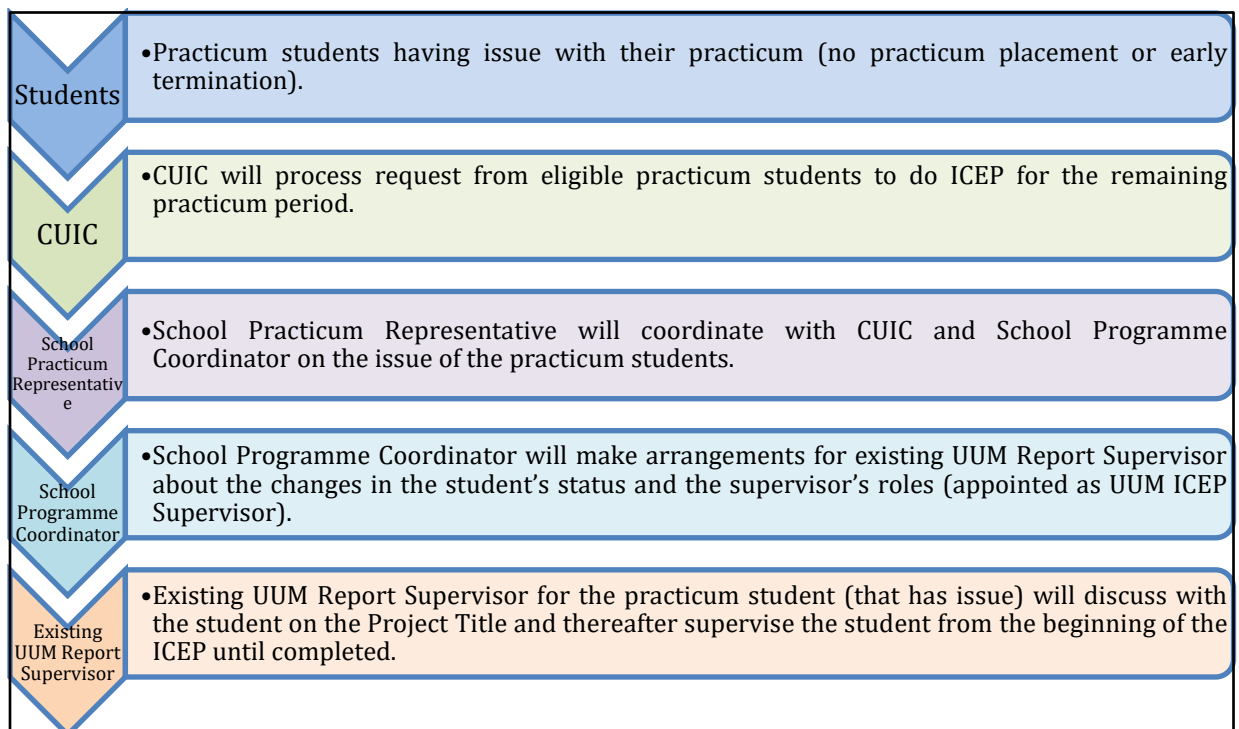 Students
•Practicum students having issue with their practicum (no practicum placement or early
termination).
CUIC
•CUIC will process request from eligible practicum students to do ICEP for the remaining
practicum period.
School
Practicum
Representativ
e
•School Practicum Representative will coordinate with CUIC and School Programme
Coordinator on the issue of the practicum students.
School
Programme
Coordinator
•School Programme Coordinator will make arrangements for existing UUM Report Supervisor
about the changes in the student’s status and the supervisor’s roles (appointed as UUM ICEP
Supervisor).
Existing
UUM Report
Supervisor
•Existing UUM Report Supervisor for the practicum student (that has issue) will discuss with
the student on the Project Title and thereafter supervise the student from the beginning of the
ICEP until completed.